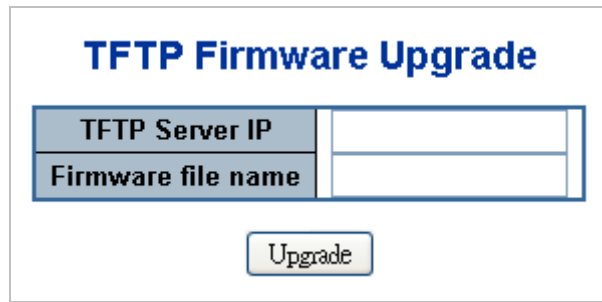 TFTP Firmware Upgrade
TFTP Server IP
Firmware file name
Upgrade